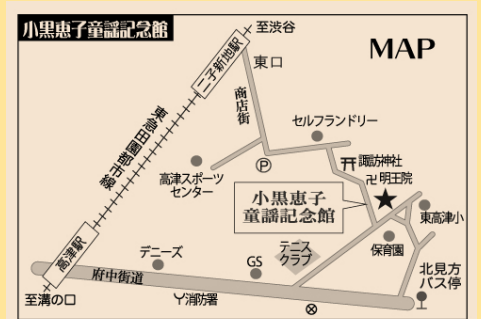 小黒恵子童謡記念館
至渋谷
MAP
二子新地駅
東口
商店街
東急田園都市線
セルフランドリー
P
高津スポーツ
センター
諏訪神社
卍明王院
小黒恵子
童謡記念館
東高津小
保育園
テニス
クラブ
高津駅
デニーズ
GS
北見方
バス停
府中街道
至溝の口
消防署